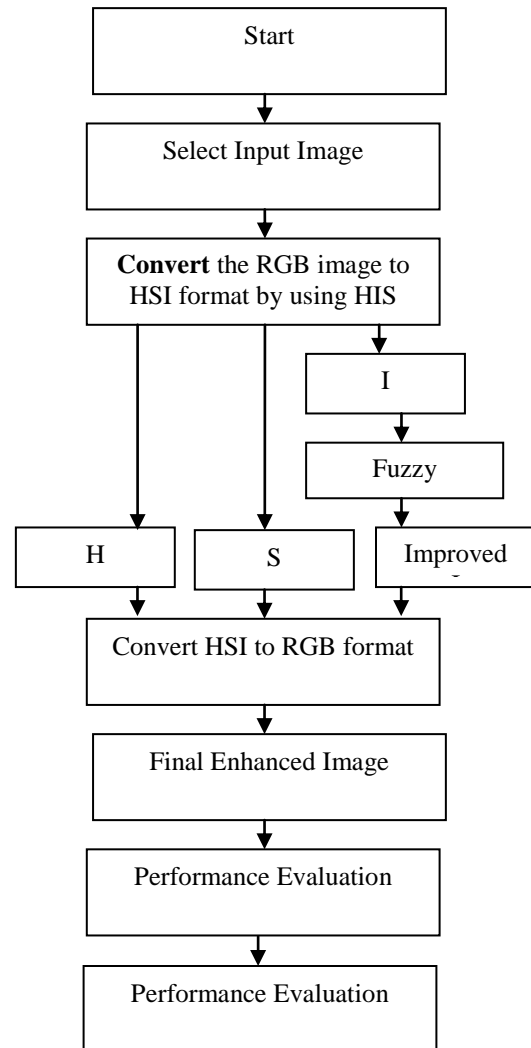 Start
Select Input Image
Convert the RGB image to
HSI format by using HIS
I
Fuzzy
H
S
Improved
Convert HSI to RGB format
Final Enhanced Image
Performance Evaluation
Performance Evaluation